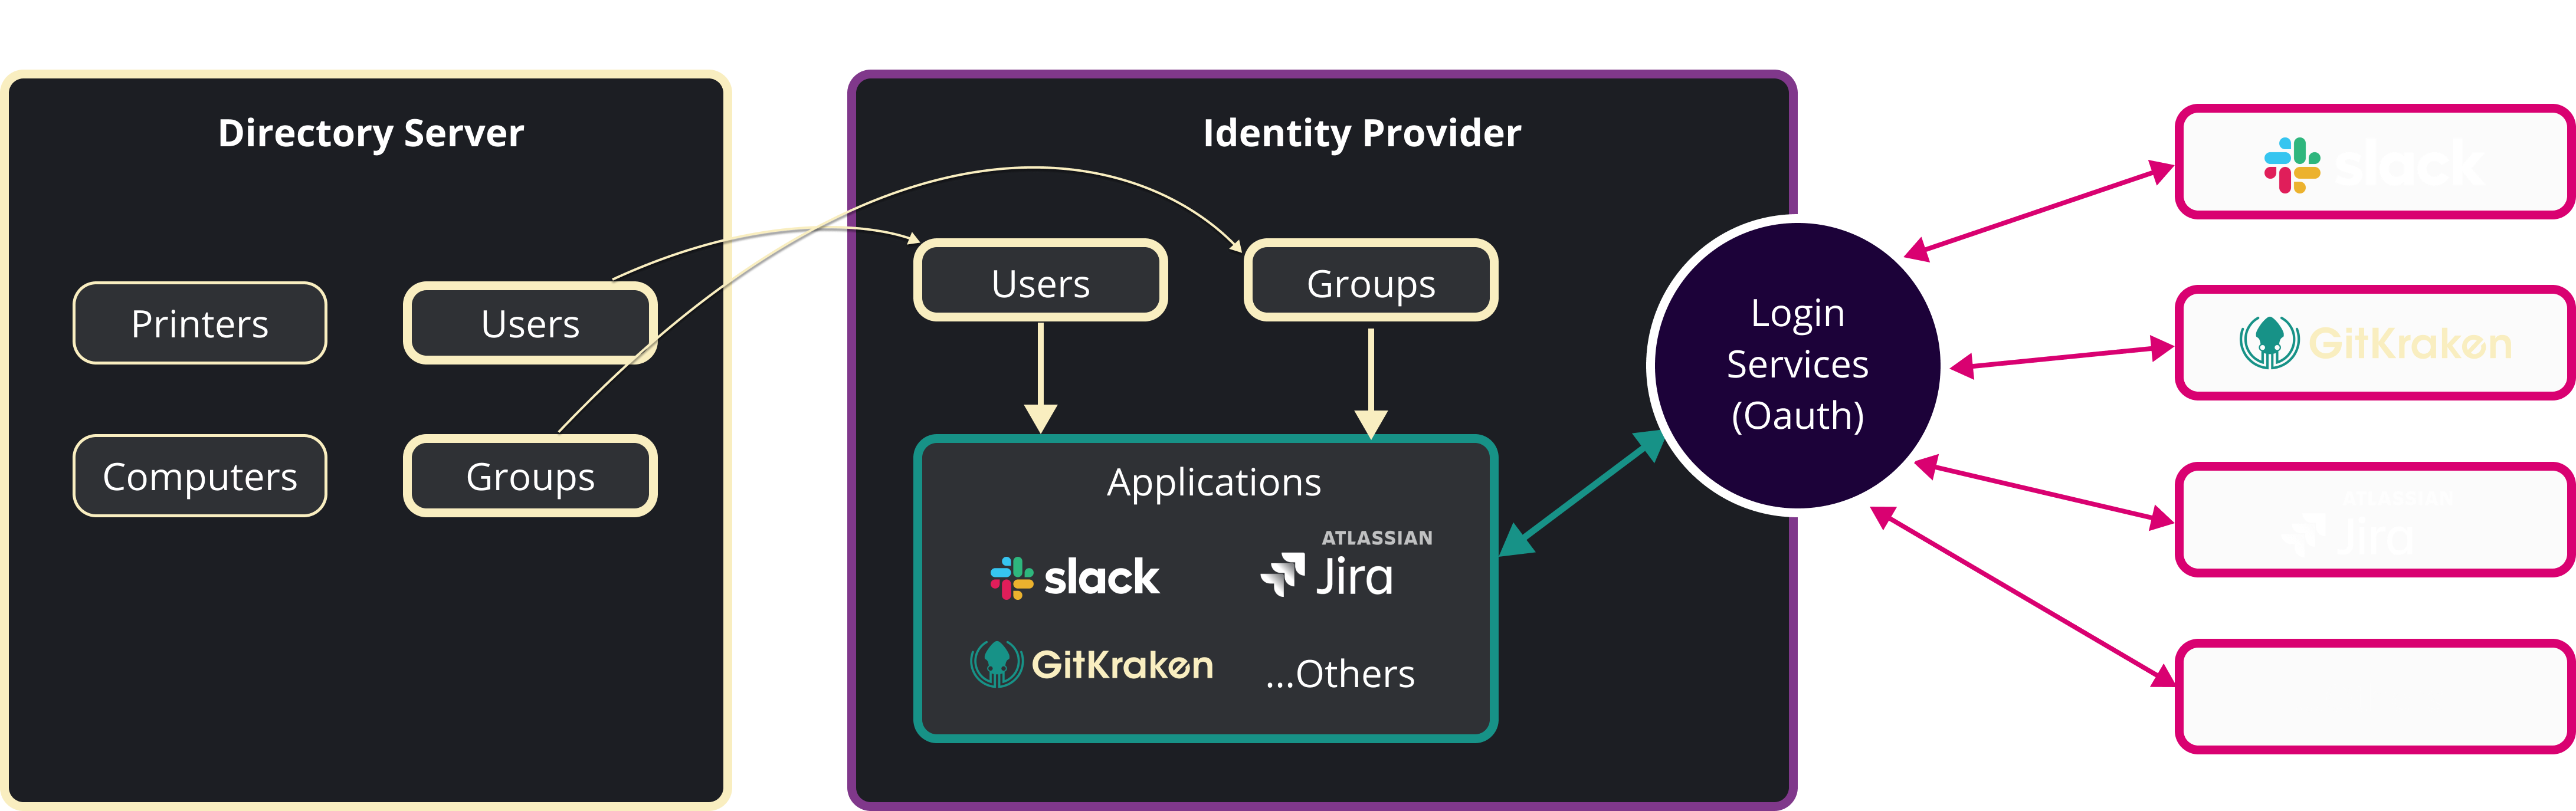 Directory Server
Printers
Users
Computers
Groups
Identity Provider
Users
Groups
Applications
slack
ATLASSIAN
Jira
GitKraken
...Others
Login
Services
(Oauth)
slack
GitKraken
ATLASSIAN
Jira